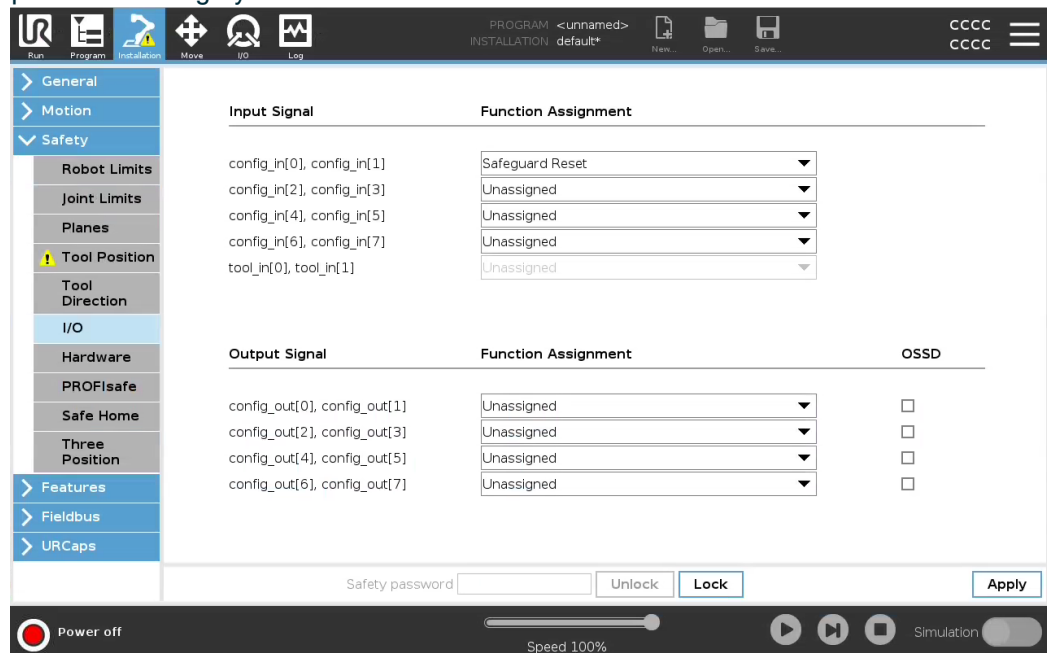 PROGRAM <unnamed>
INSTALLATION default*
CCCC
CCCC
Run Program Installation Move I/O Log New... Open... Save...
General
Motion
Safety
Robot Limits
Joint Limits
Planes
Tool Position
Tool
Direction
I/O
Hardware
PROFIsafe
Safe Home
Three
Position
Features
Fieldbus
URCaps
Input Signal Function Assignment
config_in[0], config_in[1] Safeguard Reset
config_in[2], config_in[3] Unassigned
config_in[4], config_in[5] Unassigned
config_in[6], config_in[7] Unassigned
tool_in[0], tool_in[1] Unassigned
Output Signal Function Assignment OSSD
config_out[0], config_out[1] Unassigned
config_out[2], config_out[3] Unassigned
config_out[4], config_out[5] Unassigned
config_out[6], config_out[7] Unassigned
Safety password Unlock Lock Apply
Power off Speed 100% Simulation